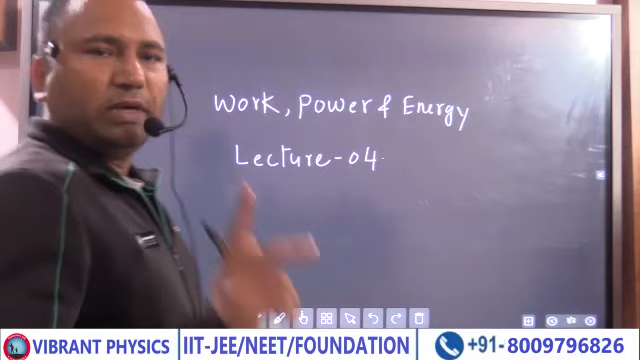 Work, Power & Energy
Lecture-04
VIBRANT PHYSICS
IIT-JEE/NEET/FOUNDATION
+91-8009796826